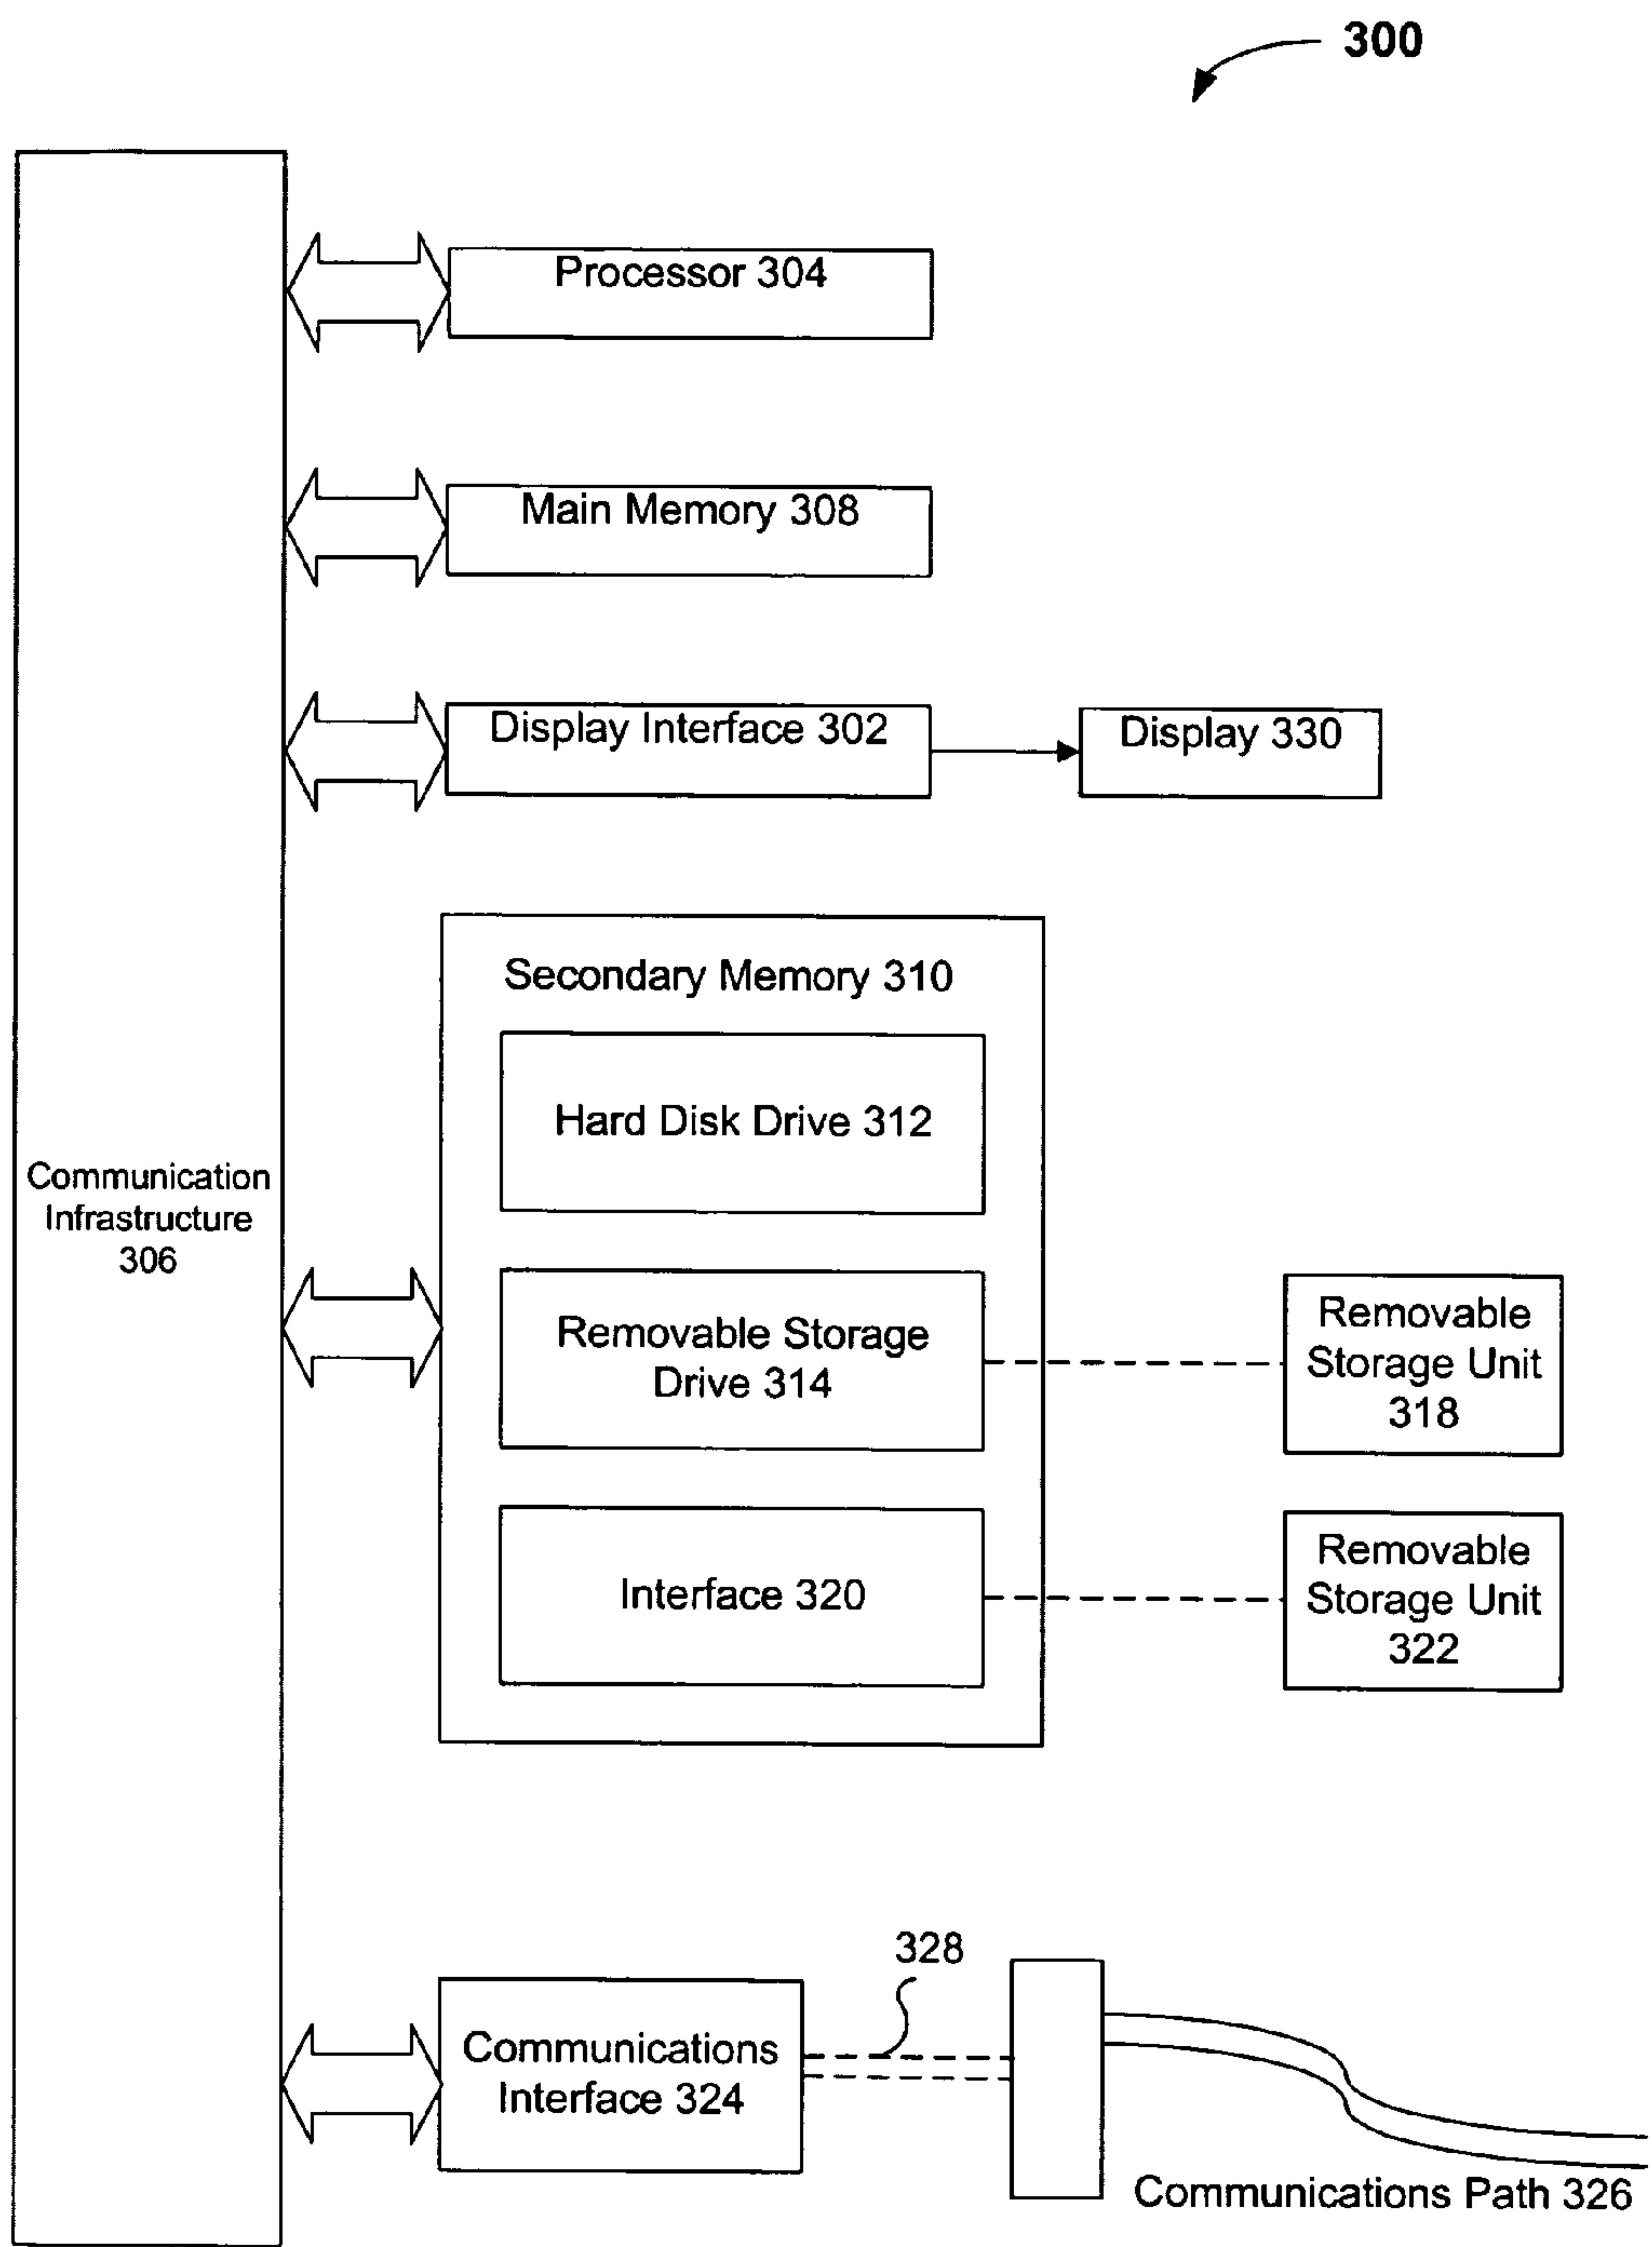 300
Processor 304
Main Memory 308
Display Interface 302
Display 330
Secondary Memory 310
Hard Disk Drive 312
Communication
Infrastructure
306
Removable Storage
Drive 314
Removable
Storage Unit
318
Interface 320
Removable
Storage Unit
322
328
Communications
Interface 324
Communications Path 326